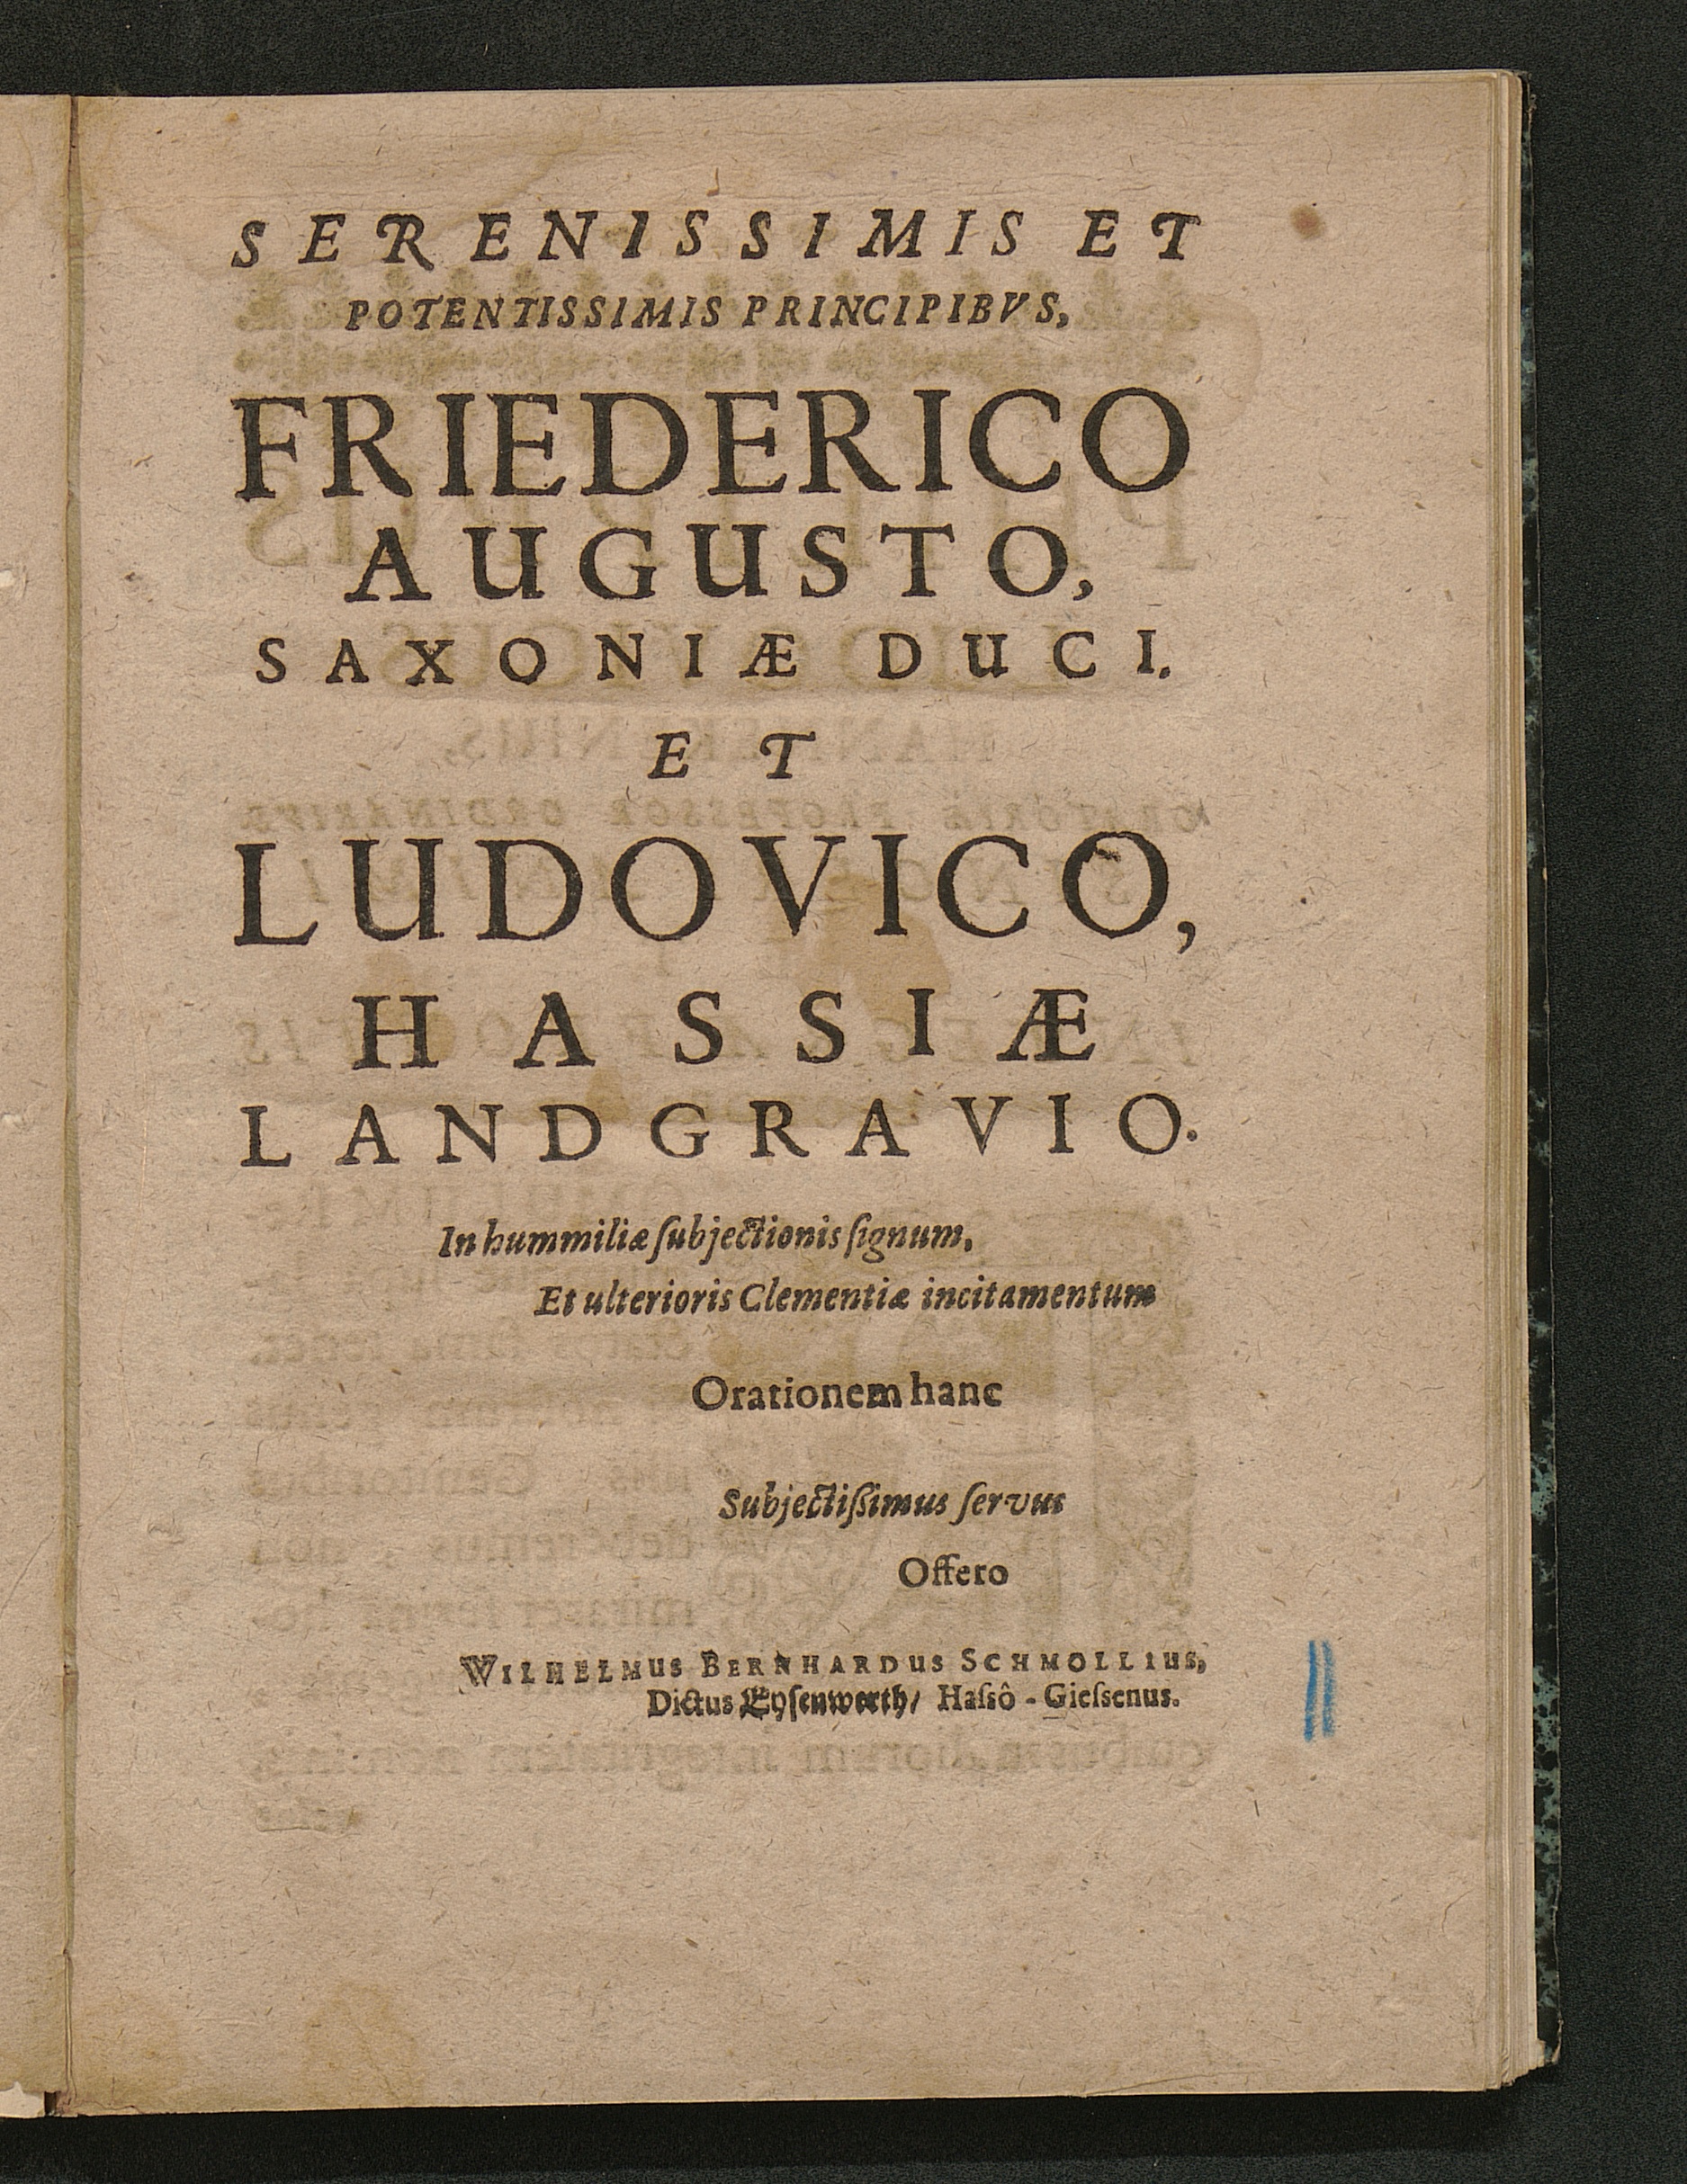 SERENISSIMIS ET
POTENTISSIMIS PRINCIPIBVS,
FRIEDERICO
AUGUSTO,
SAXONIÆ DUCI.
ET
LUDOVICO,
HASSIÆ
LANDGRAVIO.
In hummiliæ ſubjectionis ſignum,
Et ulterioris Clementiæ incitamentum
Orationem hanc
Subjectiſſimus ſervus
Offero
WILHELMUS BERNHARDUS SCHMOLLIUS,
Dictus Eyſenwerth/ Haſsô-Gieſsenus.